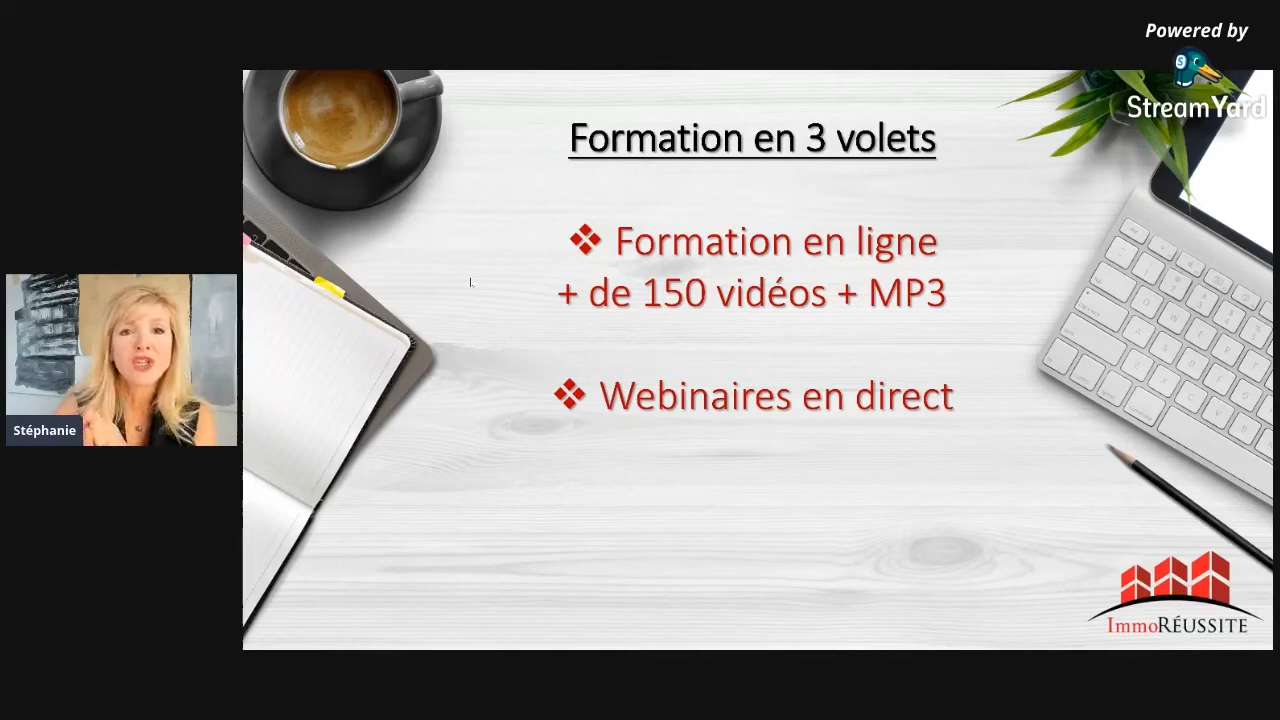 Powered by
StreamYard
Formation en 3 volets
❖ Formation en ligne
+ de 150 vidéos + MP3
❖ Webinaires en direct
Stéphanie
ImmoRÉUSSITE